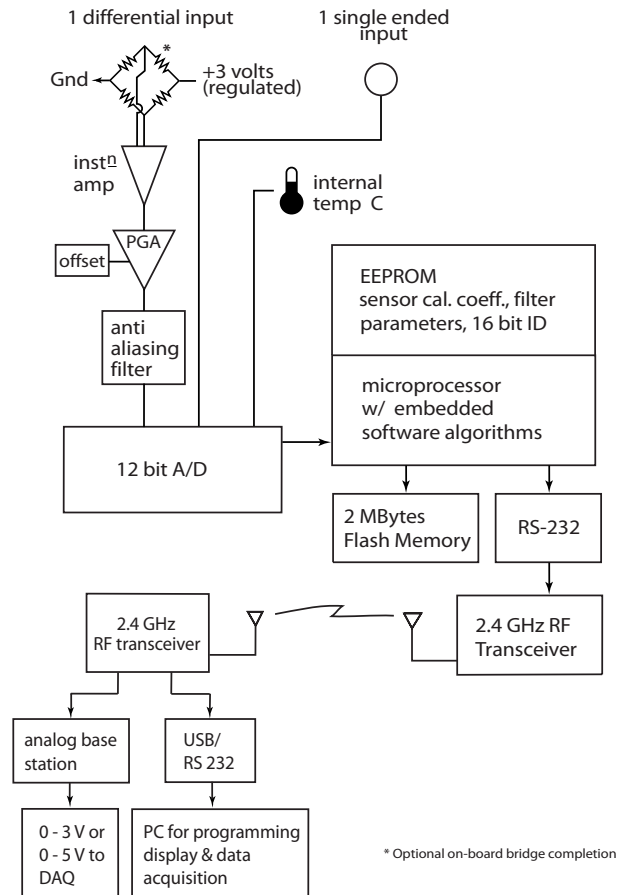 1 differential input
1 single ended
input
*
Gnd
+3 volts
(regulated)
instn
amp
internal
temp C
PGA
offset
EEPROM
sensor cal. coeff., filter
parameters, 16 bit ID
anti
aliasing
filter
microprocessor
w/ embedded
software algorithms
12 bit A/D
2 MBytes
Flash Memory
RS-232
2.4 GHz
RF transceiver
2.4 GHz RF
Transceiver
analog base
station
USB/
RS 232
0 - 3 V or
0 - 5 V to
DAQ
PC for programming
display & data
acquisition
* Optional on-board bridge completion